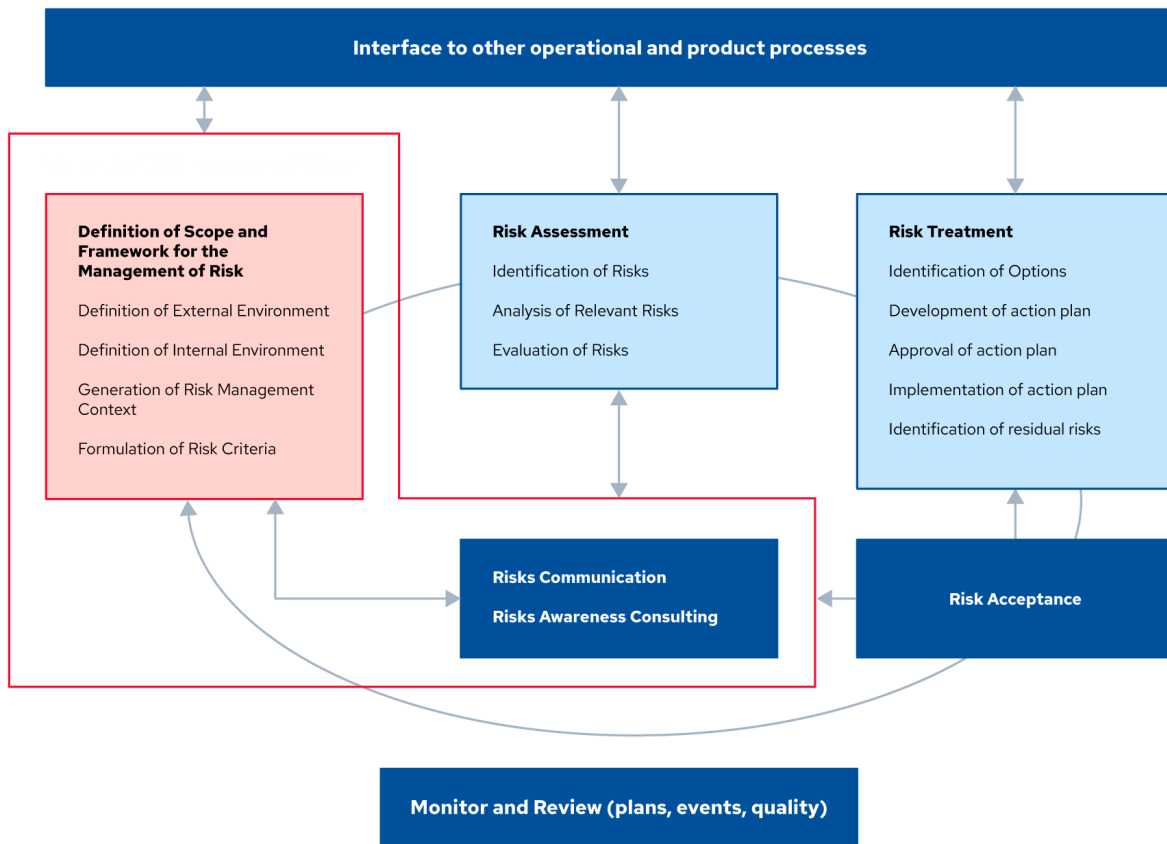 Interface to other operational and product processes
Definition of Scope and
Framework for the
Management of Risk
Definition of External Environment
Definition of Internal Environment
Generation of Risk Management
Context
Formulation of Risk Criteria
Risk Assessment
Identification of Risks
Analysis of Relevant Risks
Evaluation of Risks
Risk Treatment
Identification of Options
Development of action plan
Approval of action plan
Implementation of action plan
Identification of residual risks
Risks Communication
Risks Awareness Consulting
Risk Acceptance
Monitor and Review (plans, events, quality)